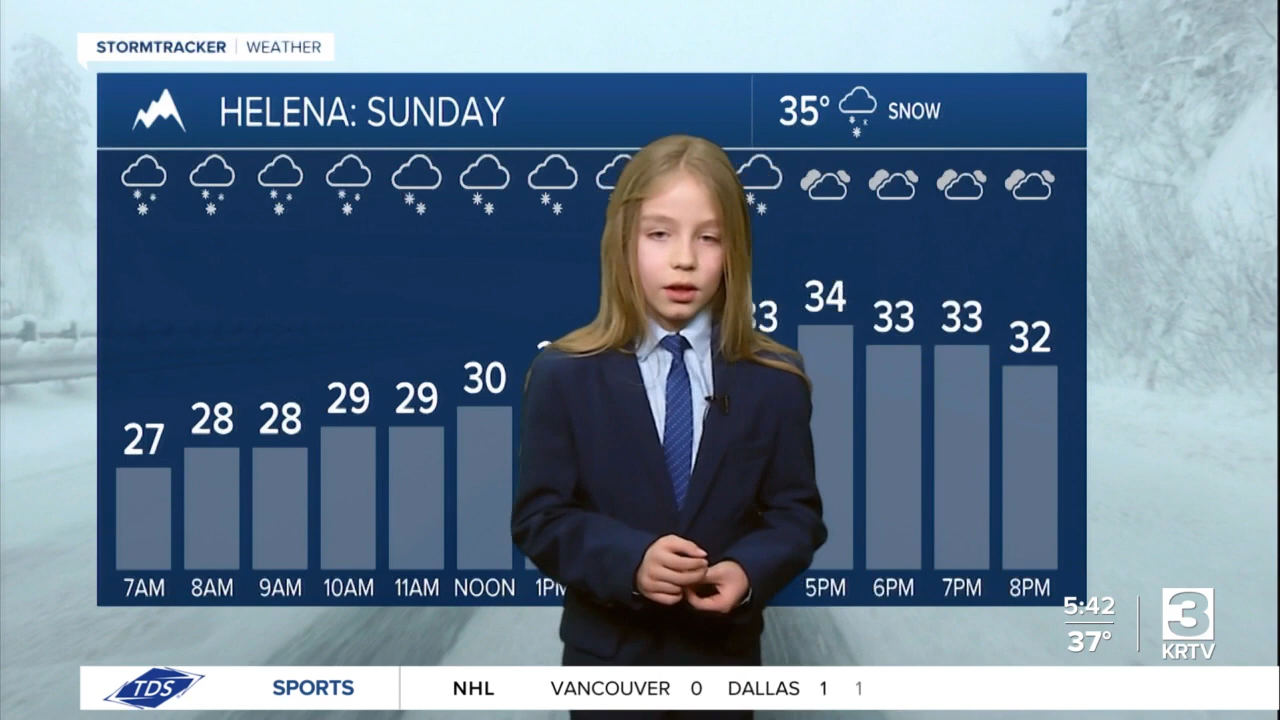 STORMTRACKER | WEATHER
HELENA: SUNDAY
35° SNOW
27 28 28 29 29 30 34 33 33 32
7AM 8AM 9AM 10AM 11AM NOON 5PM 6PM 7PM 8PM
5:42
37°
3
KRTV
TDS SPORTS NHL VANCOUVER 0 DALLAS 1 1